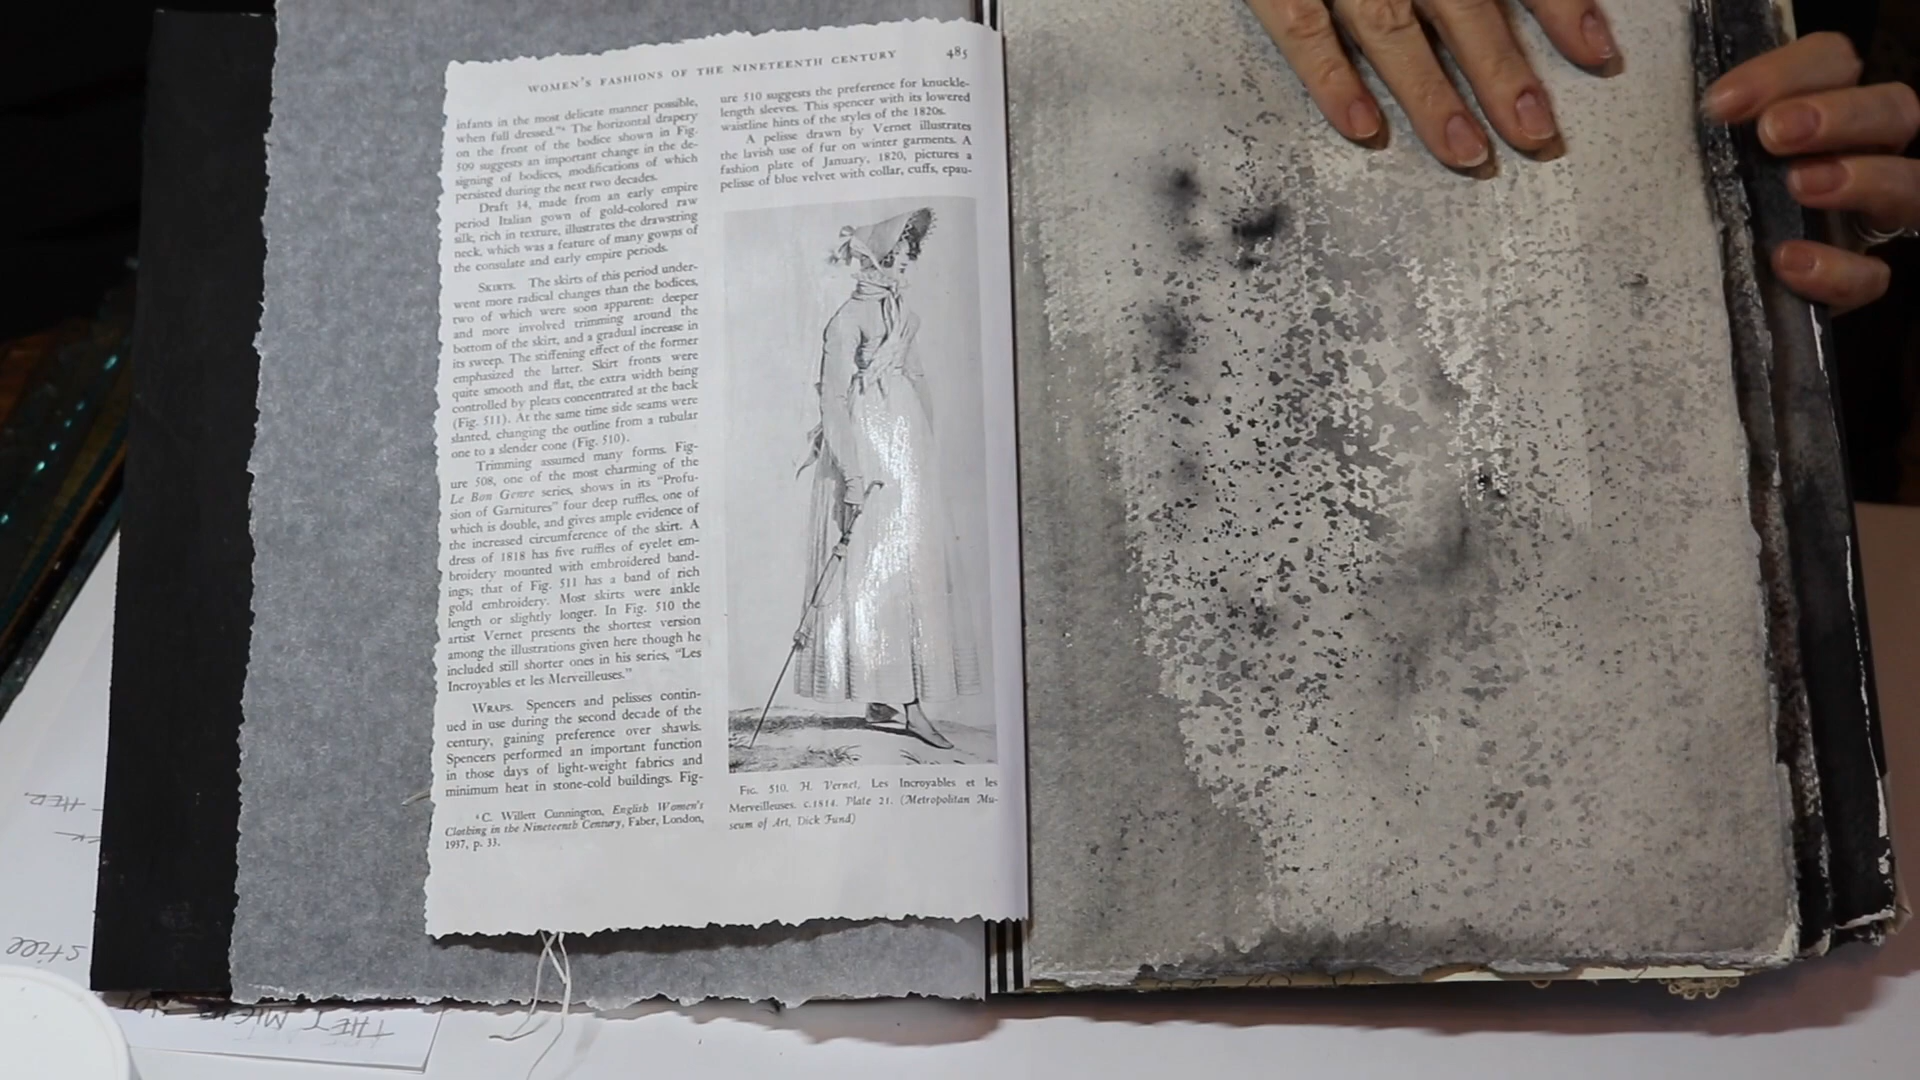 WOMEN'S FASHIONS OF THE NINETEENTH CENTURY 485
infants in the most delicate manner possible,
when full dressed."⁴ The horizontal drapery
on the front of the bodice shown in Fig.
509 suggests an important change in the de-
signing of bodices, modifications of which
persisted during the next two decades.
Draft 34, made from an early empire
period Italian gown of gold-colored raw
silk, rich in texture, illustrates the drawstring
neck, which was a feature of many gowns of
the consulate and early empire periods.
SKIRTS. The skirts of this period under-
went more radical changes than the bodices,
two of which were soon apparent: deeper
and more involved trimming around the
bottom of the skirt, and a gradual increase in
its sweep. The stiffening effect of the former
emphasized the latter. Skirt fronts were
quite smooth and flat, the extra width being
controlled by pleats concentrated at the back
(Fig. 511). At the same time side seams were
slanted, changing the outline from a tubular
one to a slender cone (Fig. 510).
Trimming assumed many forms. Fig-
ure 508, one of the most charming of the
Le Bon Genre series, shows in its "Profu-
sion of Garnitures" four deep ruffles, one of
which is double, and gives ample evidence of
the increased circumference of the skirt. A
dress of 1818 has five ruffles of eyelet em-
broidery mounted with embroidered band-
ings; that of Fig. 511 has a band of rich
gold embroidery. Most skirts were ankle
length or slightly longer. In Fig. 510 the
artist Vernet presents the shortest version
among the illustrations given here though he
included still shorter ones in his series, "Les
Incroyables et les Merveilleuses."
WRAPS. Spencers and pelisses contin-
ued in use during the second decade of the
century, gaining preference over shawls.
Spencers performed an important function
in those days of light-weight fabrics and
minimum heat in stone-cold buildings. Fig-
⁴ C. Willett Cunnington, English Women's
Clothing in the Nineteenth Century, Faber, London,
1937, p. 33.
ure 510 suggests the preference for knuckle-
length sleeves. This spencer with its lowered
waistline hints of the styles of the 1820s.
A pelisse drawn by Vernet illustrates
the lavish use of fur on winter garments. A
fashion plate of January, 1820, pictures a
pelisse of blue velvet with collar, cuffs, epau-
FIG. 510. H. Vernet, Les Incroyables et les
Merveilleuses. c.1814. Plate 21. (Metropolitan Mu-
seum of Art, Dick Fund)
still